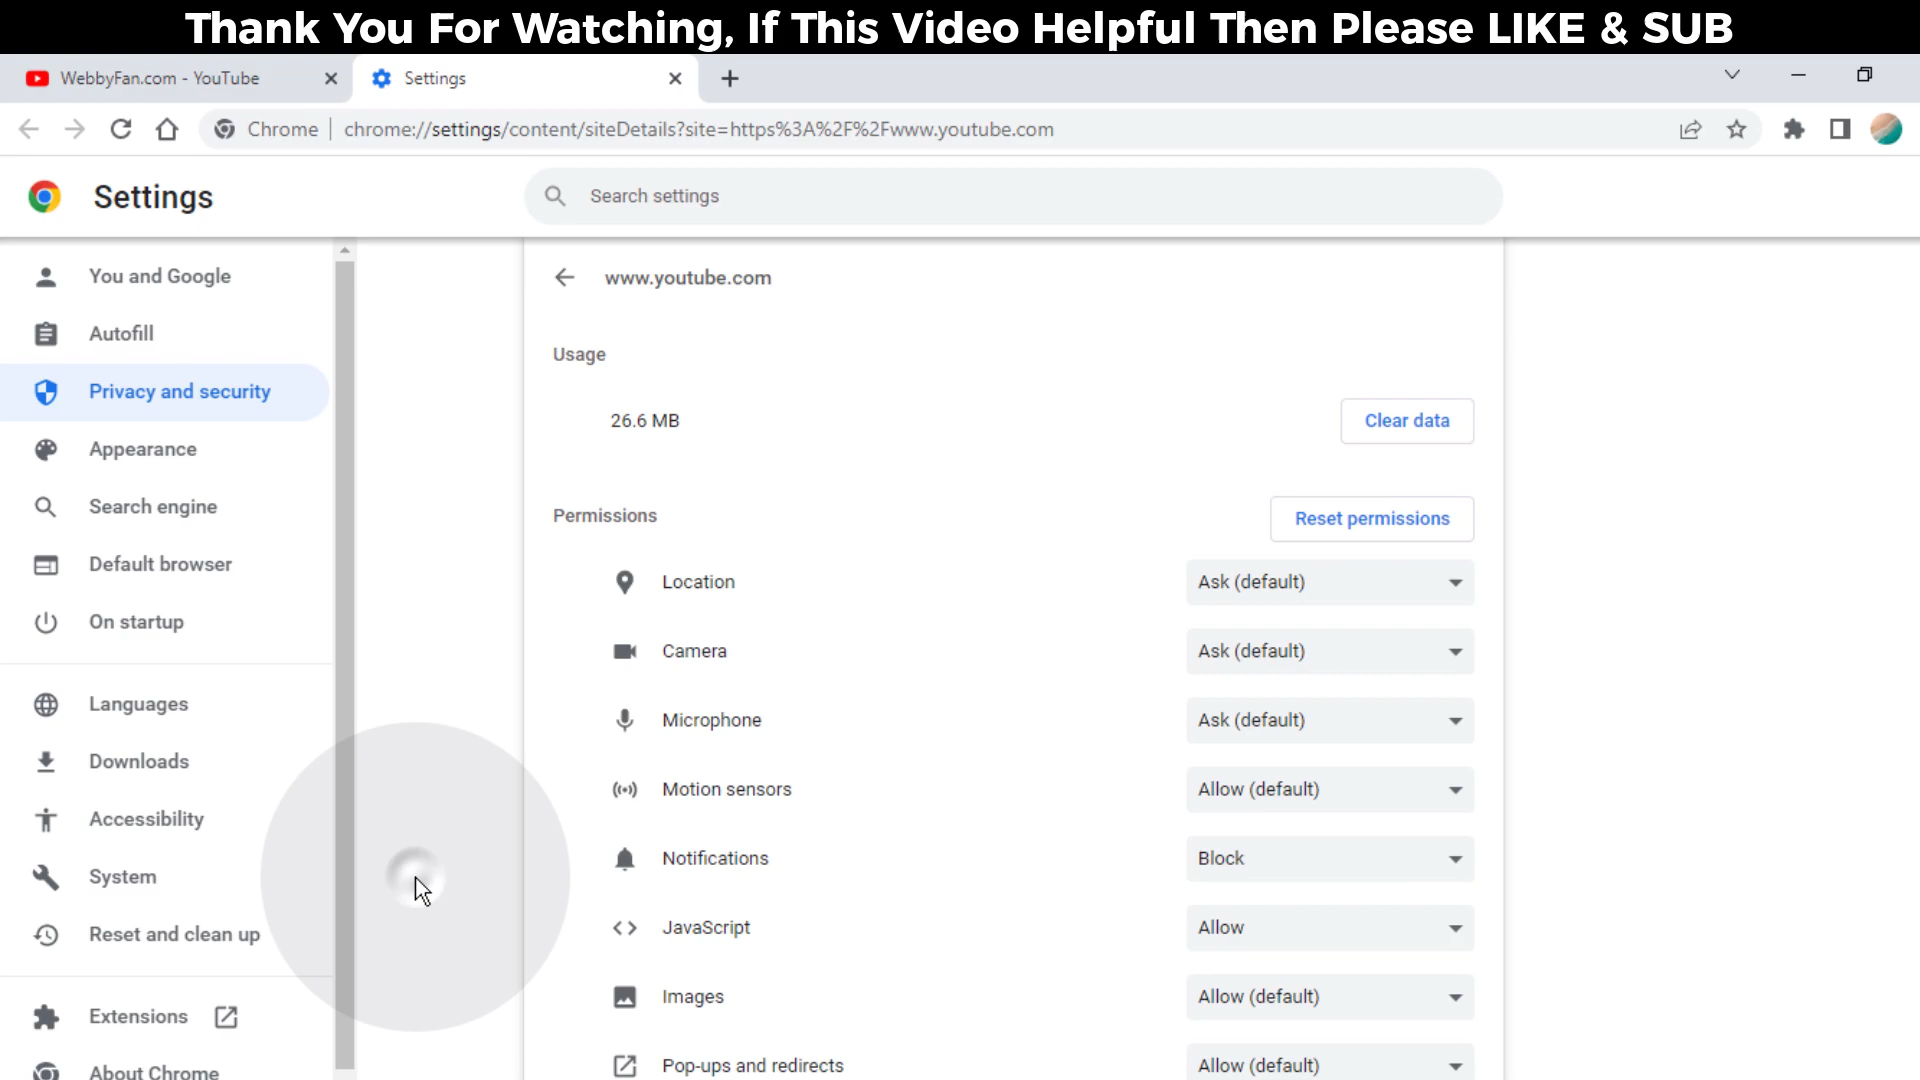 Thank You For Watching, If This Video Helpful Then Please LIKE & SUB
WebbyFan.com - YouTube
Settings
Chrome
chrome://settings/content/siteDetails?site=https%3A%2F%2Fwww.youtube.com
Settings
Search settings
You and Google
Autofill
Privacy and security
Appearance
Search engine
Default browser
On startup
Languages
Downloads
Accessibility
System
Reset and clean up
Extensions
About Chrome
www.youtube.com
Usage
26.6 MB
Clear data
Permissions
Reset permissions
Location
Ask (default)
Camera
Ask (default)
Microphone
Ask (default)
Motion sensors
Allow (default)
Notifications
Block
JavaScript
Allow
Images
Allow (default)
Pop-ups and redirects
Allow (default)